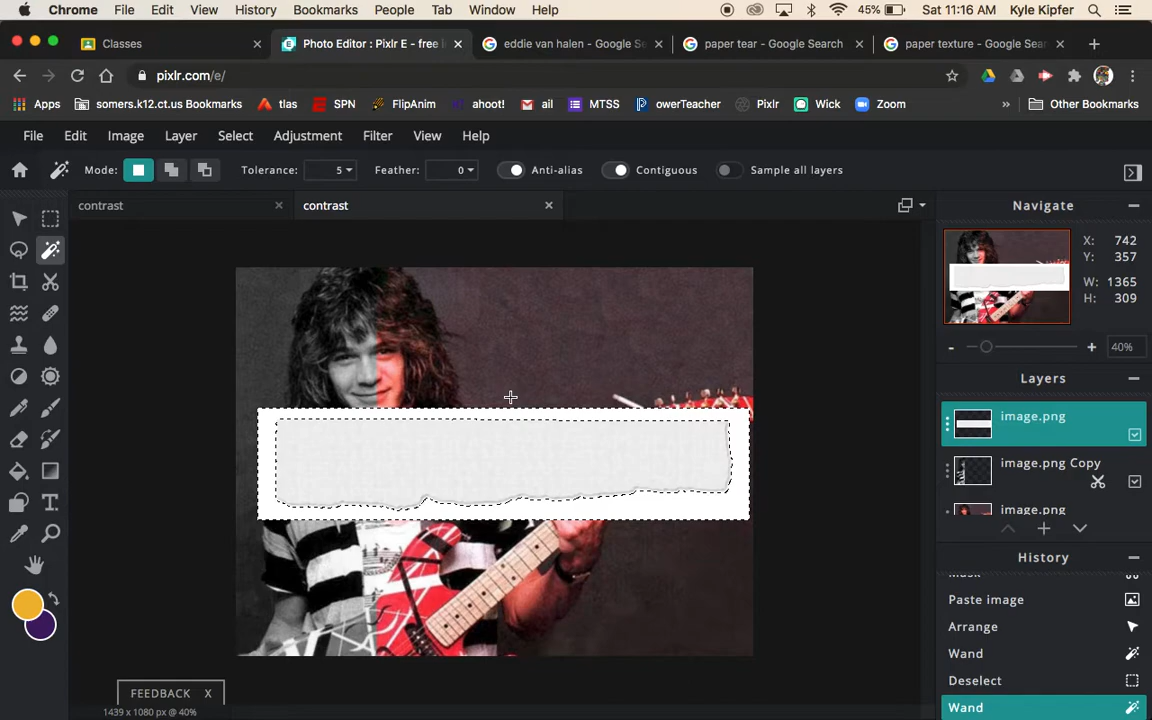 Chrome File Edit View History Bookmarks People Tab Window Help 45% Sat 11:16 AM Kyle Kipfer
Classes × Photo Editor : Pixlr E - free × eddie van halen - Google Se × paper tear - Google Search × paper texture - Google Sea × +
pixlr.com/e/
Apps somers.k12.ct.us Bookmarks tlas SPN FlipAnim ahoot! ail MTSS owerTeacher Pixlr Wick Zoom » Other Bookmarks
File Edit Image Layer Select Adjustment Filter View Help
Mode: Tolerance: 5 Feather: 0 Anti-alias Contiguous Sample all layers
contrast × contrast ×
Navigate
X: 742
Y: 357
W: 1365
H: 309
- + 40%
Layers
image.png
image.png Copy
image.png
History
Mask
Paste image
Arrange
Wand
Deselect
Wand
FEEDBACK X
1439 x 1080 px @ 40%